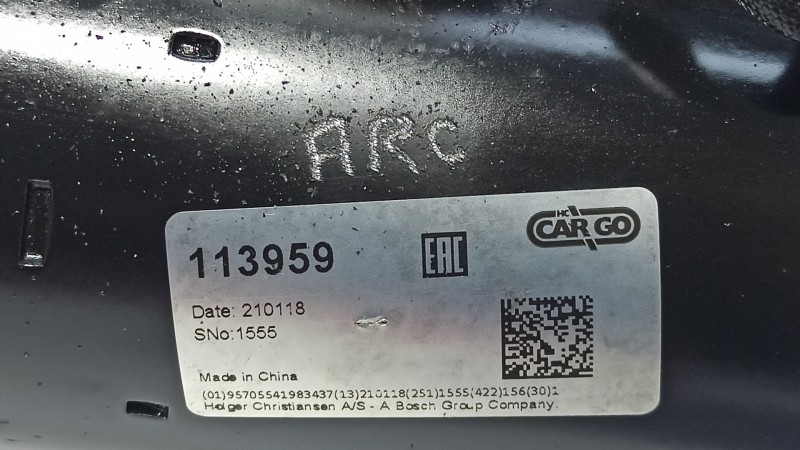 ARC
113959
EAC
HC
CARGO
Date: 210118
SNo:1555
Made in China
(01)95705541983437(13)210118(251)1555(422)156(30)1
Holger Christiansen A/S - A Bosch Group Company.